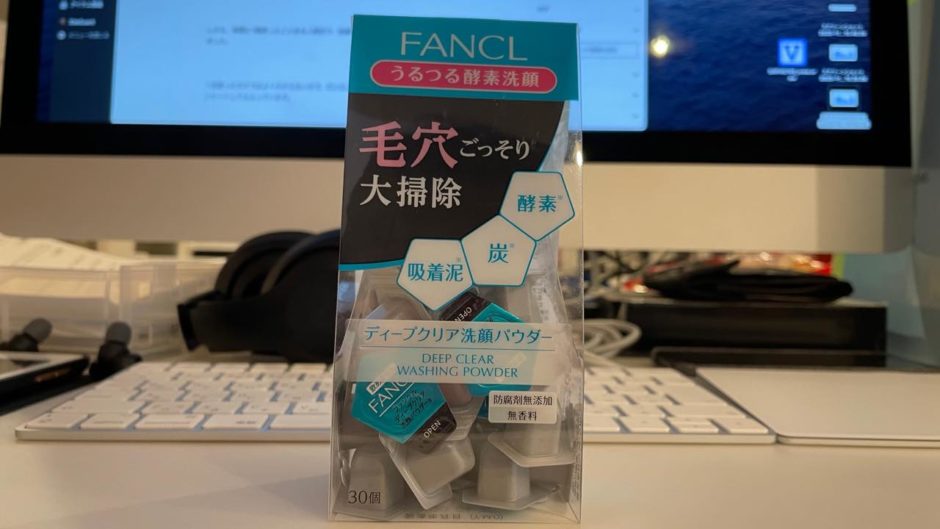 FANCL
うるつる酵素洗顔
毛穴ごっそり
大掃除
酵素※
炭※
吸着泥※
ディープクリア洗顔パウダー
DEEP CLEAR
WASHING POWDER
防腐剤無添加
無香料
FANCL
OPEN
30個